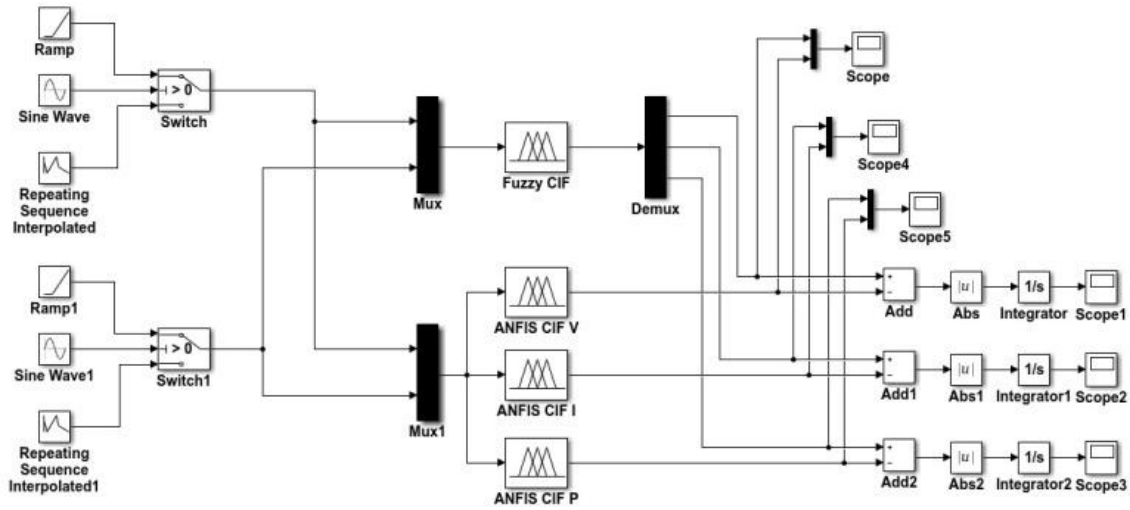 Ramp
Sine Wave
> 0
Switch
Repeating
Sequence
Interpolated
Ramp1
Sine Wave1
> 0
Switch1
Repeating
Sequence
Interpolated1
Mux
Mux1
Fuzzy CIF
ANFIS CIF V
ANFIS CIF I
ANFIS CIF P
Demux
Scope
Scope4
Scope5
+
−
Add
|u|
Abs
1/s
Integrator
Scope1
+
−
Add1
|u|
Abs1
1/s
Integrator1
Scope2
+
−
Add2
|u|
Abs2
1/s
Integrator2
Scope3